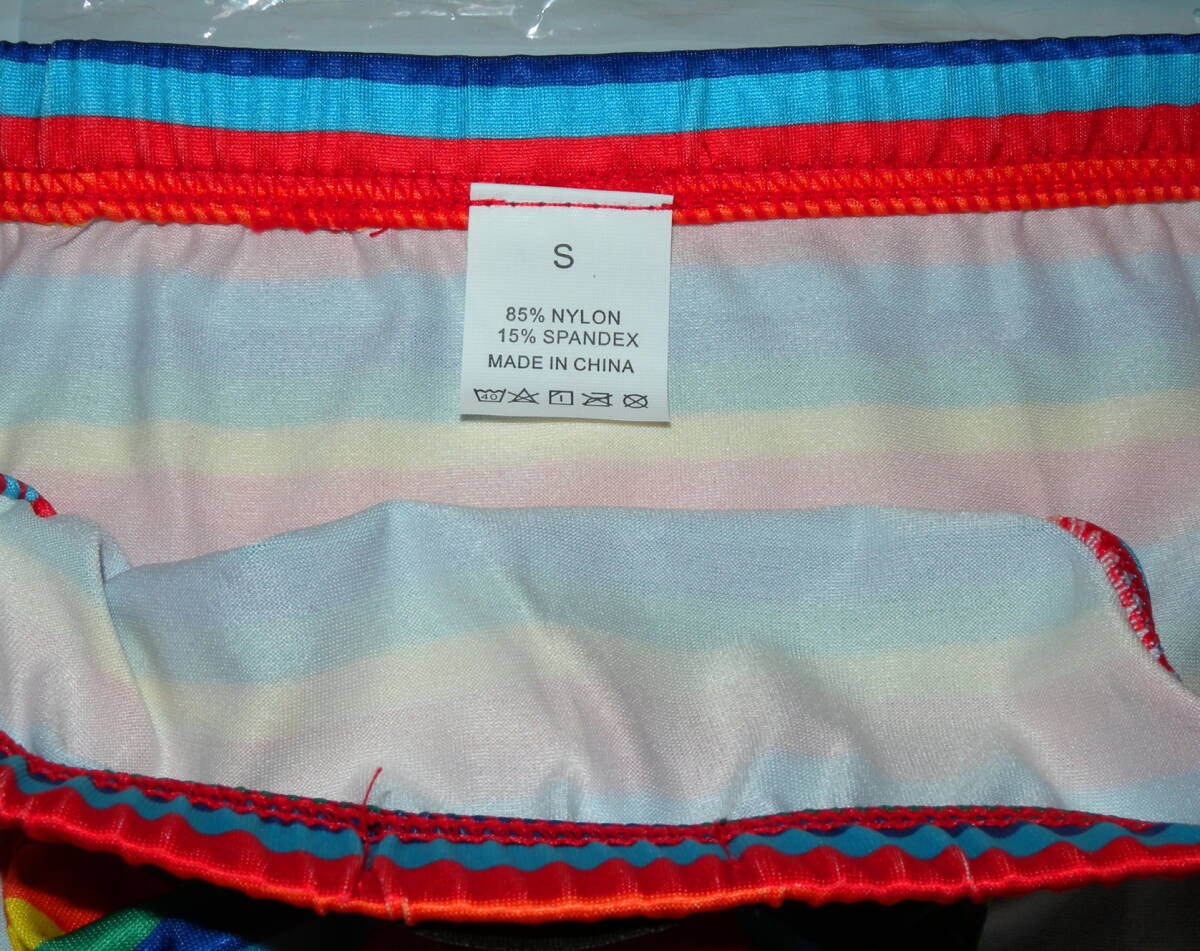 S
85% NYLON
15% SPANDEX
MADE IN CHINA
40